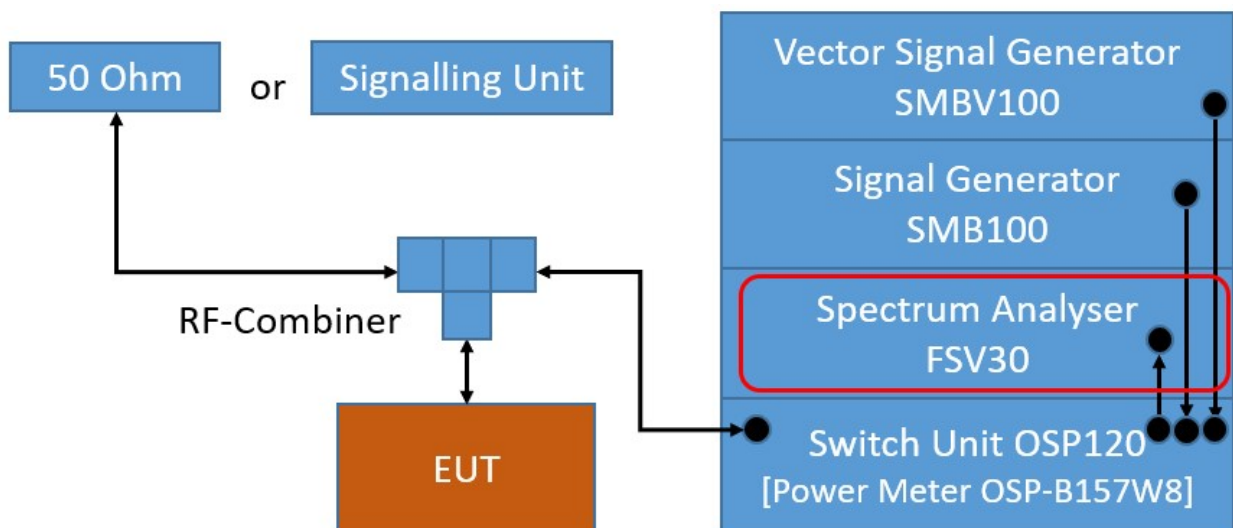 50 Ohm
or
Signalling Unit
RF-Combiner
EUT
Vector Signal Generator
SMBV100
Signal Generator
SMB100
Spectrum Analyser
FSV30
Switch Unit OSP120
[Power Meter OSP-B157W8]